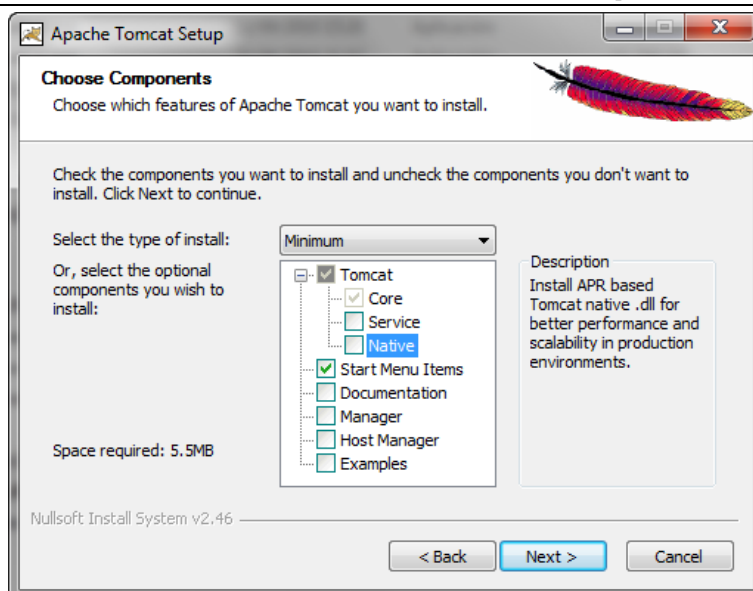 Apache Tomcat Setup
Choose Components
Choose which features of Apache Tomcat you want to install.
Check the components you want to install and uncheck the components you don't want to
install. Click Next to continue.
Select the type of install:
Minimum
Or, select the optional
components you wish to
install:
Tomcat
Core
Service
Native
Start Menu Items
Documentation
Manager
Host Manager
Examples
Description
Install APR based
Tomcat native .dll for
better performance and
scalability in production
environments.
Space required: 5.5MB
Nullsoft Install System v2.46
< Back
Next >
Cancel